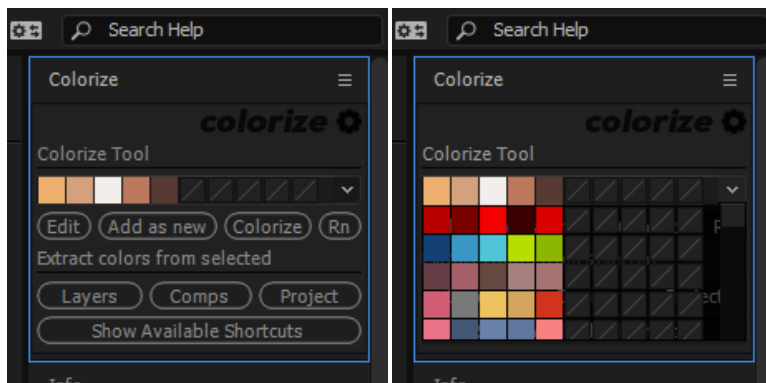 Search Help
Colorize
colorize
Colorize Tool
Edit Add as new Colorize Rn
Extract colors from selected
Layers Comps Project
Show Available Shortcuts
Info
Search Help
Colorize
colorize
Colorize Tool